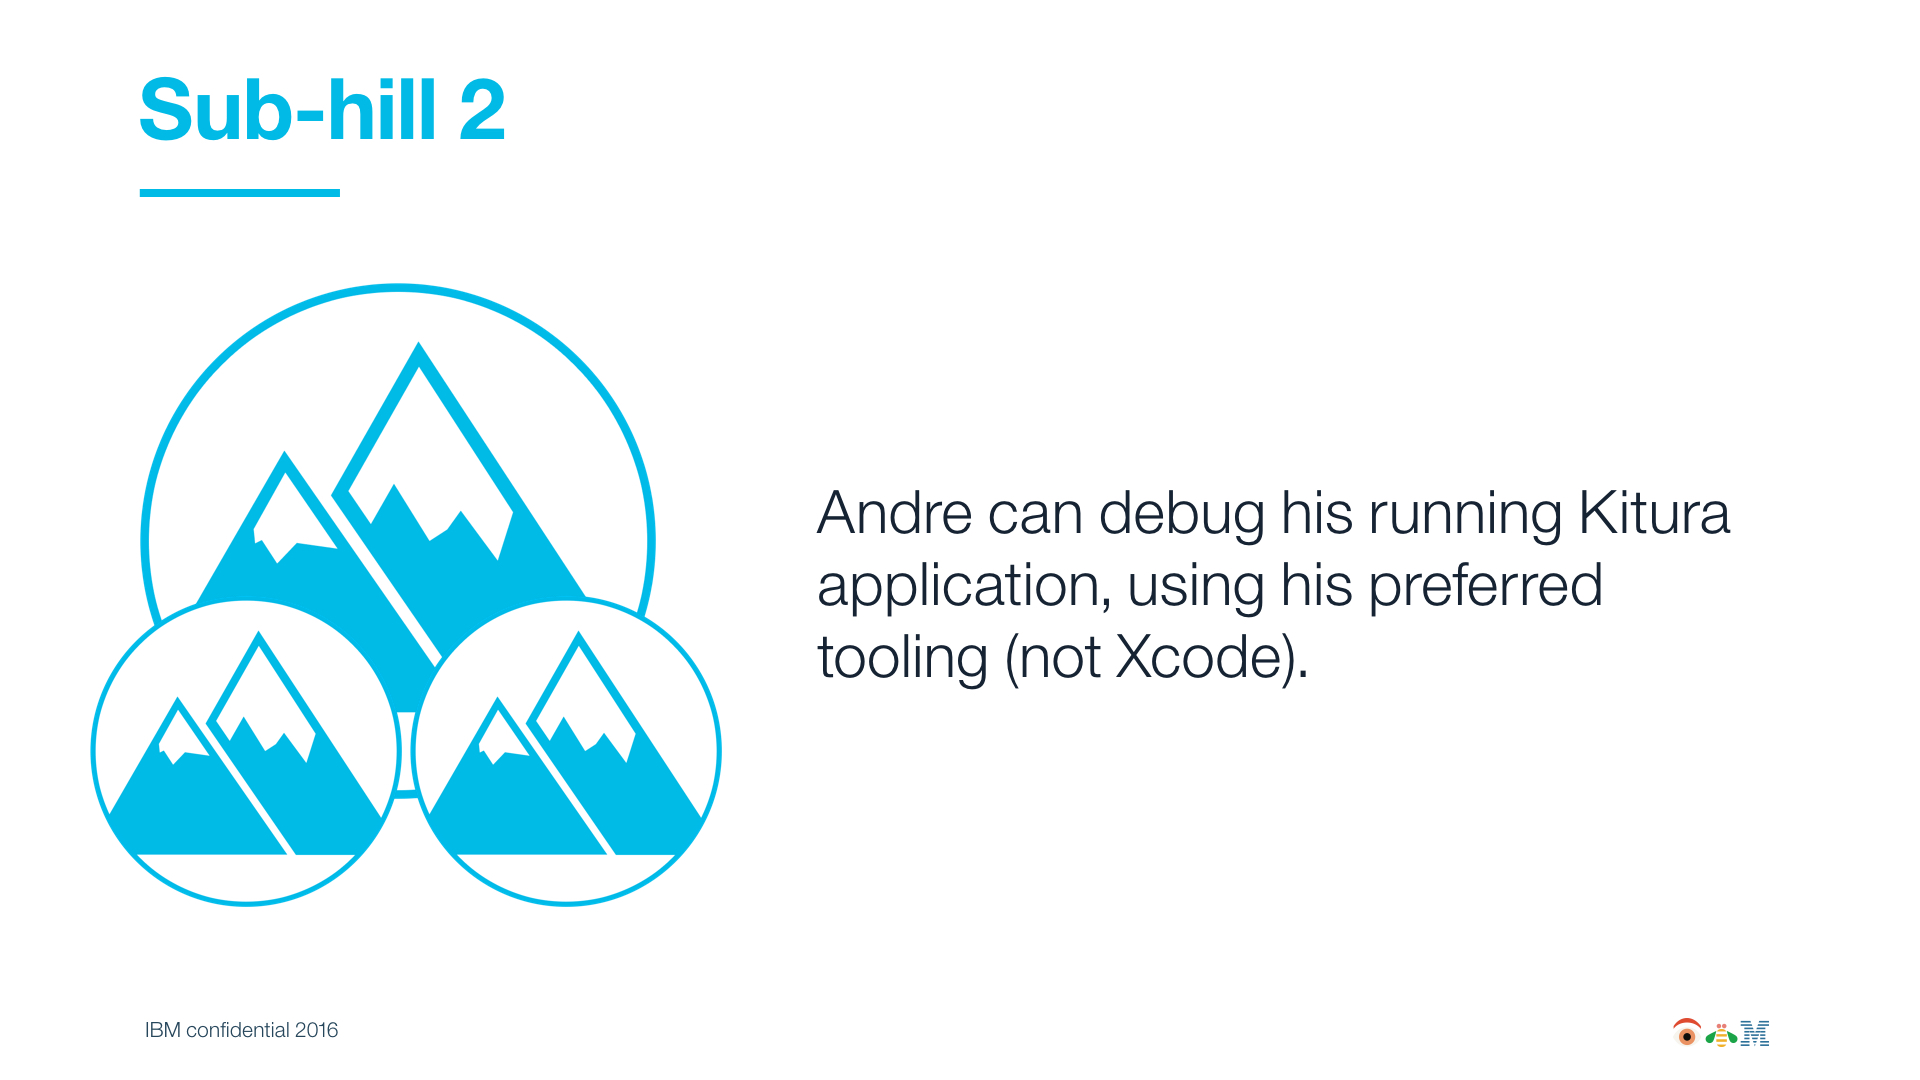 Sub-hill 2
Andre can debug his running Kitura
application, using his preferred
tooling (not Xcode).
IBM confidential 2016
M